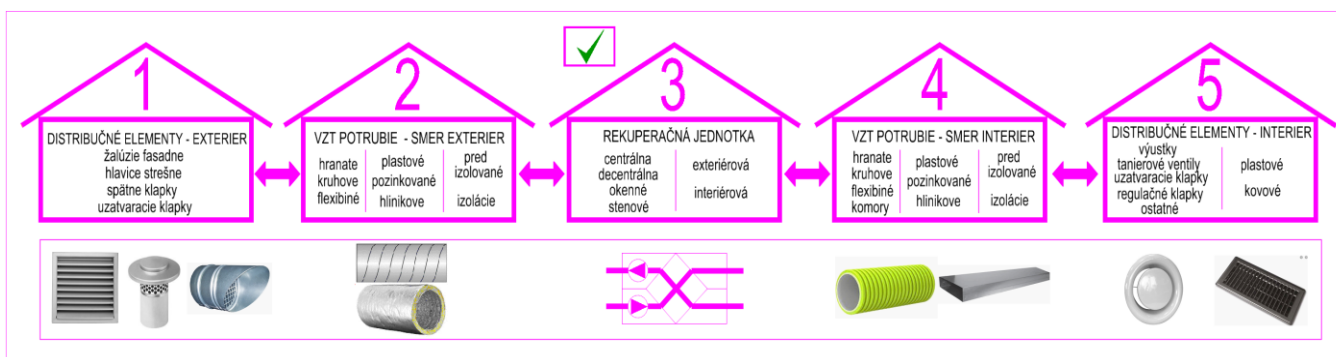 1
DISTRIBUČNÉ ELEMENTY - EXTERIER
žalúzie fasadne
hlavice strešne
spätne klapky
uzatvaracie klapky
2
VZT POTRUBIE - SMER EXTERIER
hranate
kruhove
flexibiné
plastové
pozinkované
hlinikove
pred
izolované
izolácie
3
REKUPERAČNÁ JEDNOTKA
centrálna
decentrálna
okenné
stenové
exteriérová
interiérová
4
VZT POTRUBIE - SMER INTERIER
hranate
kruhove
flexibiné
komory
plastové
pozinkované
hlinikove
pred
izolované
izolácie
5
DISTRIBUČNÉ ELEMENTY - INTERIER
výustky
tanierové ventily
uzatvaracie klapky
regulačné klapky
ostatné
plastové
kovové